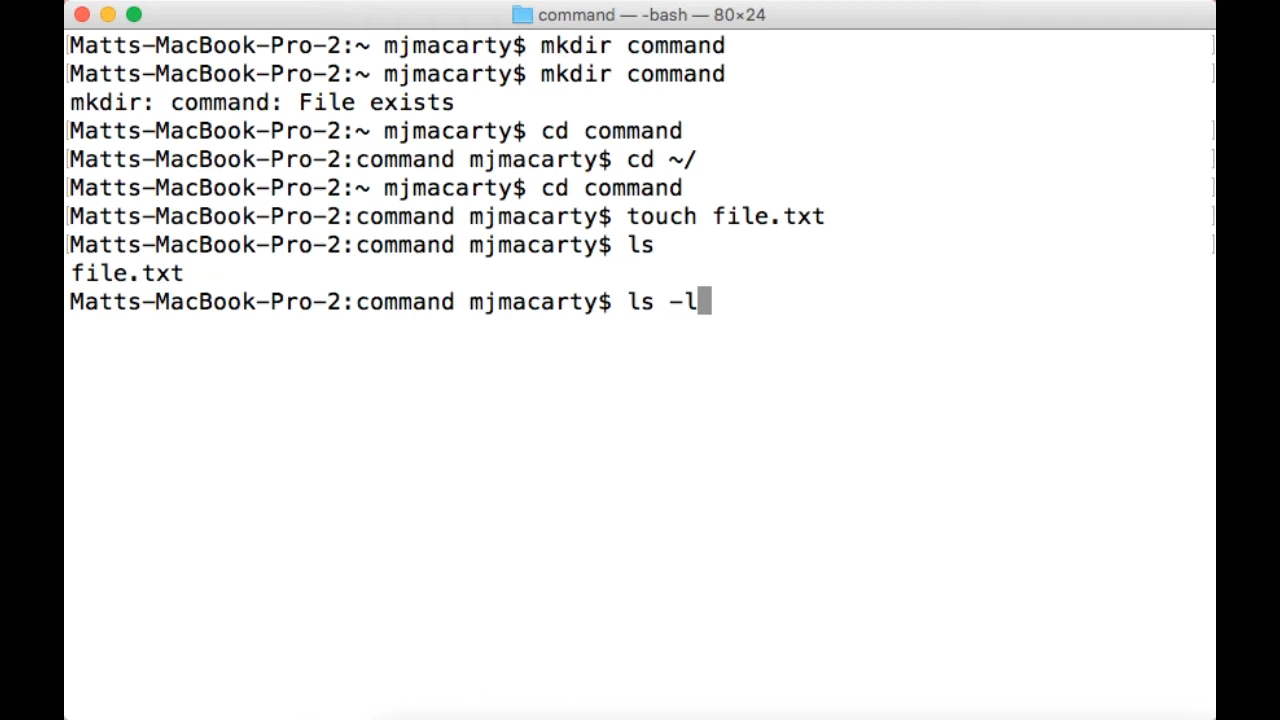 command — -bash — 80×24
Matts-MacBook-Pro-2:~ mjmacarty$ mkdir command
Matts-MacBook-Pro-2:~ mjmacarty$ mkdir command
mkdir: command: File exists
Matts-MacBook-Pro-2:~ mjmacarty$ cd command
Matts-MacBook-Pro-2:command mjmacarty$ cd ~/
Matts-MacBook-Pro-2:~ mjmacarty$ cd command
Matts-MacBook-Pro-2:command mjmacarty$ touch file.txt
Matts-MacBook-Pro-2:command mjmacarty$ ls
file.txt
Matts-MacBook-Pro-2:command mjmacarty$ ls -l